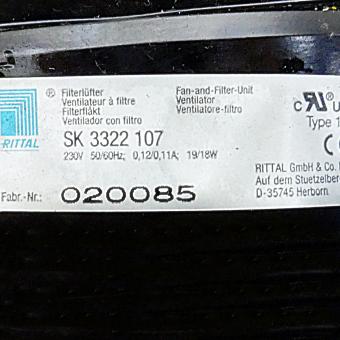 RITTAL
® Filterlüfter
Ventilateur à filtre
Filterfläkt
Ventilador con filtro
Fan-and-Filter-Unit
Ventilator
Ventilatore-filtro
SK 3322 107
230V 50/60Hz; 0,12/0,11A; 19/18W
Fabr.-Nr.: 020085
c RU U
Type 1
RITTAL GmbH & Co.
Auf dem Stuetzelber
D-35745 Herborn.